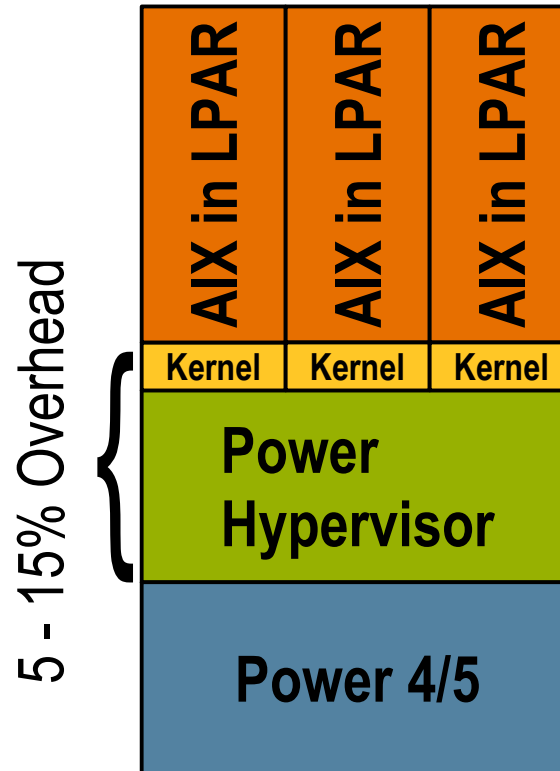 AIX in LPAR
AIX in LPAR
AIX in LPAR
Kernel
Kernel
Kernel
5 - 15% Overhead
Power
Hypervisor
Power 4/5